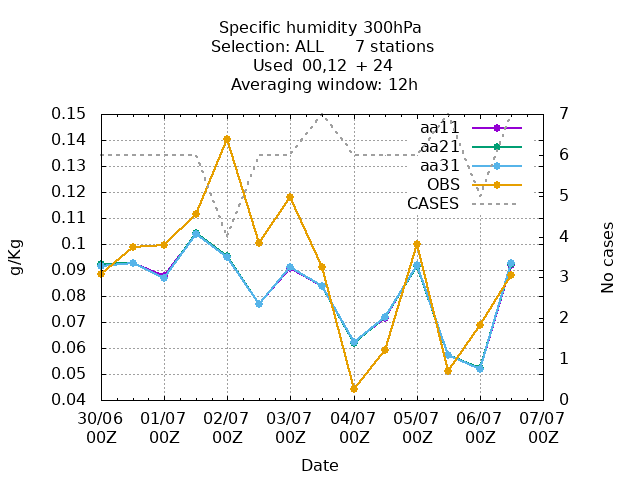 Specific humidity 300hPa
Selection: ALL 7 stations
Used 00,12 + 24
Averaging window: 12h
0.15
0.14
0.13
0.12
0.11
0.1
0.09
0.08
0.07
0.06
0.05
0.04
7
6
5
4
3
2
1
0
g/Kg
No cases
aa11
aa21
aa31
OBS
CASES
30/06 01/07 02/07 03/07 04/07 05/07 06/07 07/07
00Z 00Z 00Z 00Z 00Z 00Z 00Z 00Z
Date